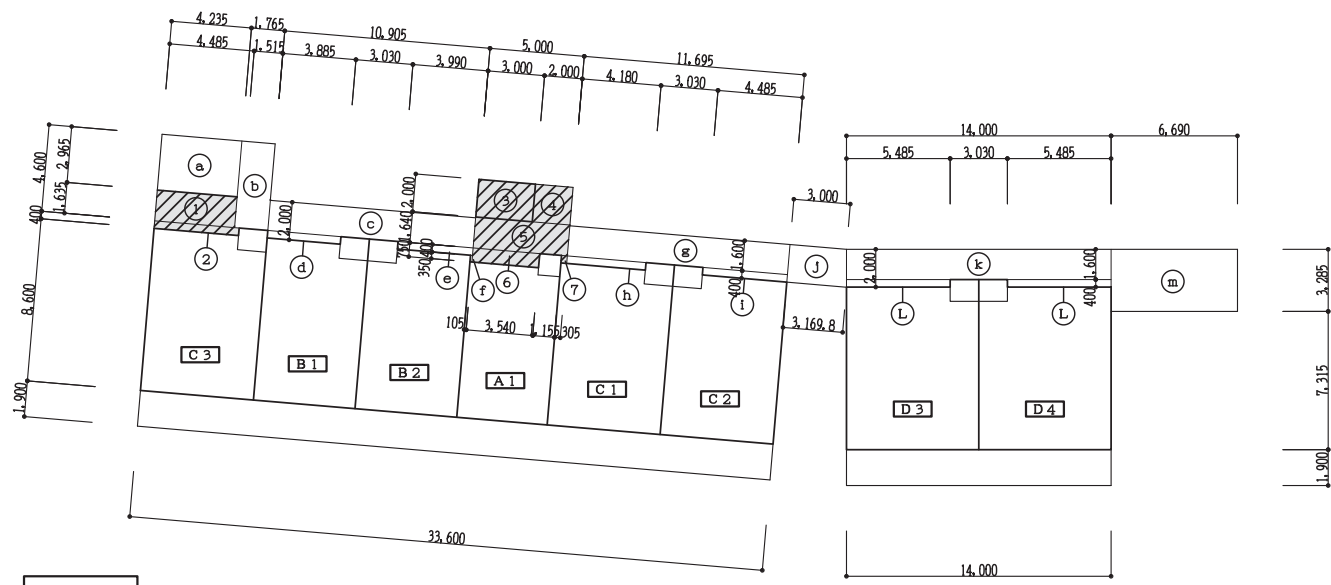 4,235 1,765 10,905 5,000 11,695
4,485 1,515 3,885 3,030 3,990 3,000 2,000 4,180 3,030 4,485
14,000 6,690
5,485 3,030 5,485
4,600 2,965 1,635 400 8,600 1,900
a b c d e f g h i j k L L m
1 2 3 4 5 6 7
2,000
2,000 1,640 400 750 350
3,000
1,600 400
2,000 1,600 400
3,285
7,315
1,900
105 3,540 1,155 305
3,169.8
C3 B1 B2 A1 C1 C2 D3 D4
33,600
14,000